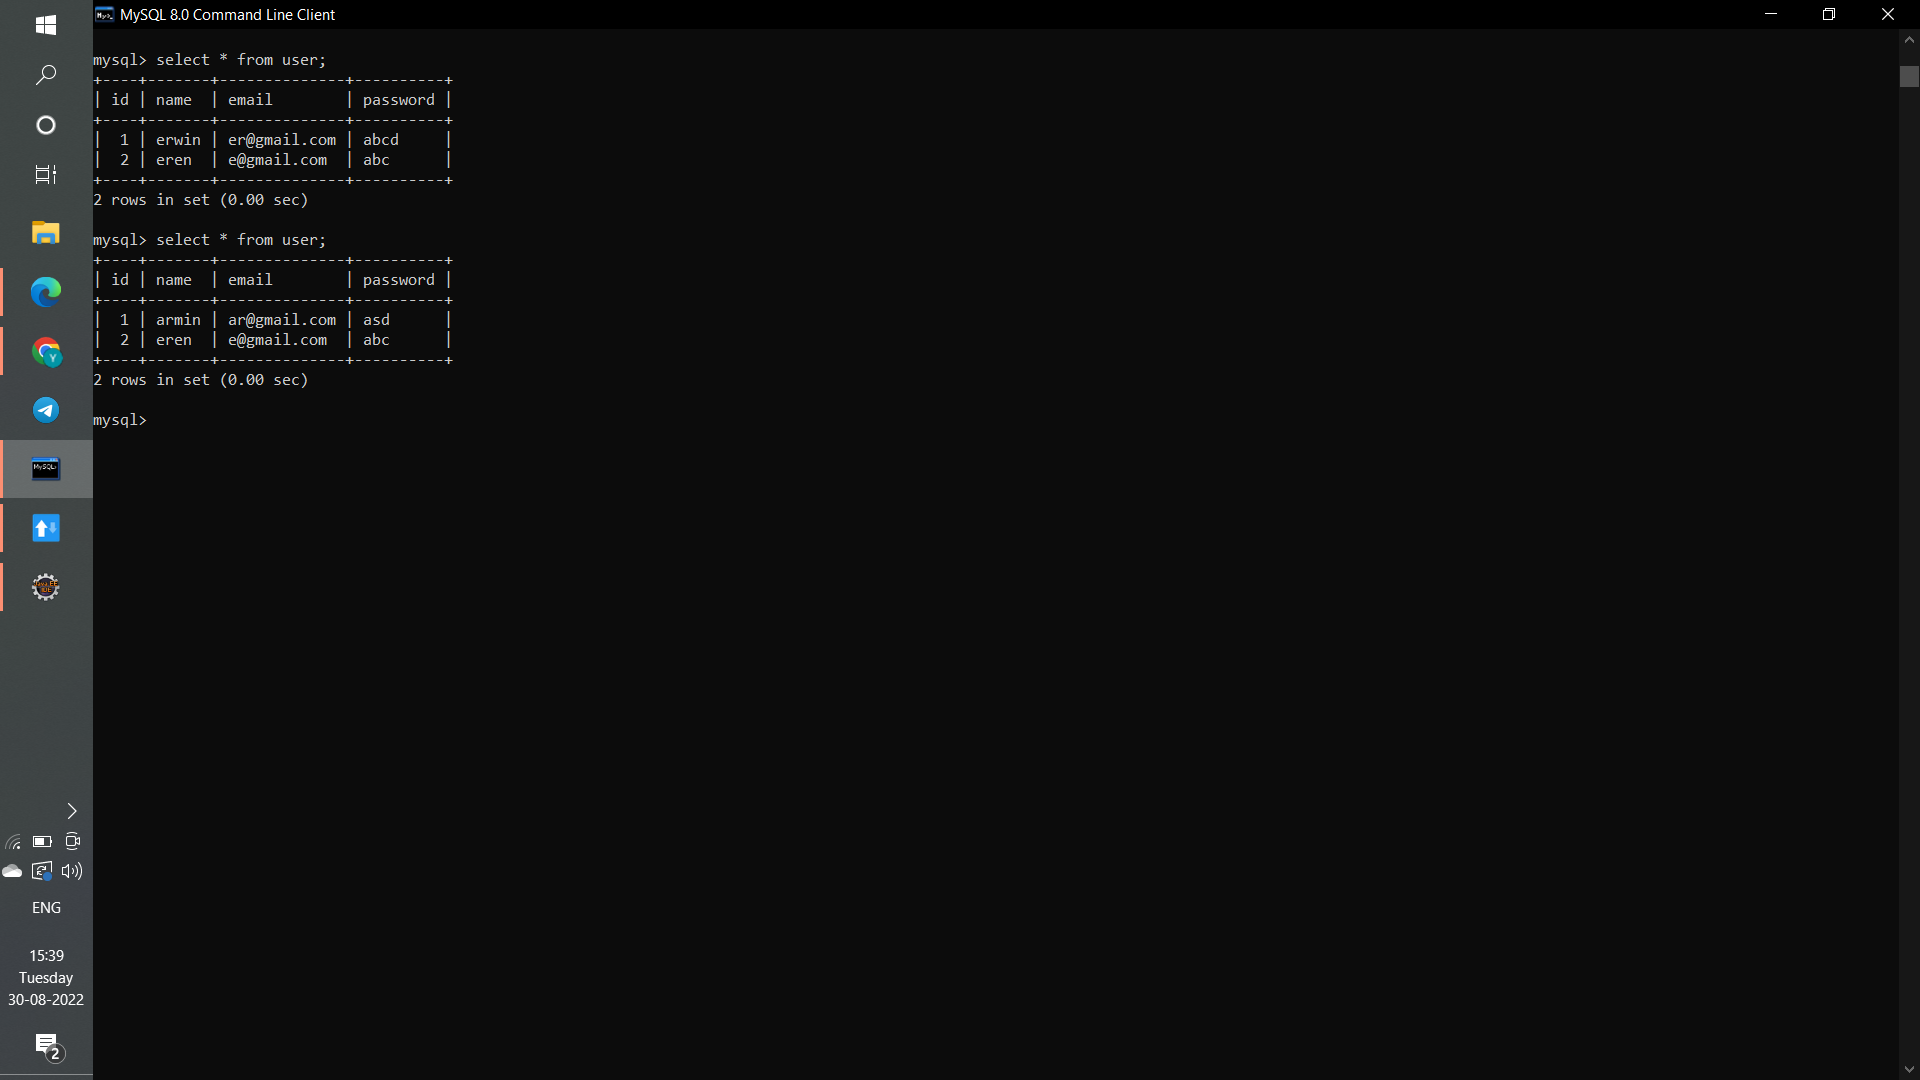 MySQL 8.0 Command Line Client
mysql> select * from user;
+----+-------+--------------+----------+
| id | name  | email        | password |
+----+-------+--------------+----------+
|  1 | erwin | er@gmail.com | abcd     |
|  2 | eren  | e@gmail.com  | abc      |
+----+-------+--------------+----------+
2 rows in set (0.00 sec)
mysql> select * from user;
+----+-------+--------------+----------+
| id | name  | email        | password |
+----+-------+--------------+----------+
|  1 | armin | ar@gmail.com | asd      |
|  2 | eren  | e@gmail.com  | abc      |
+----+-------+--------------+----------+
2 rows in set (0.00 sec)
mysql>
Y
MySQL
ENG
15:39
Tuesday
30-08-2022
2